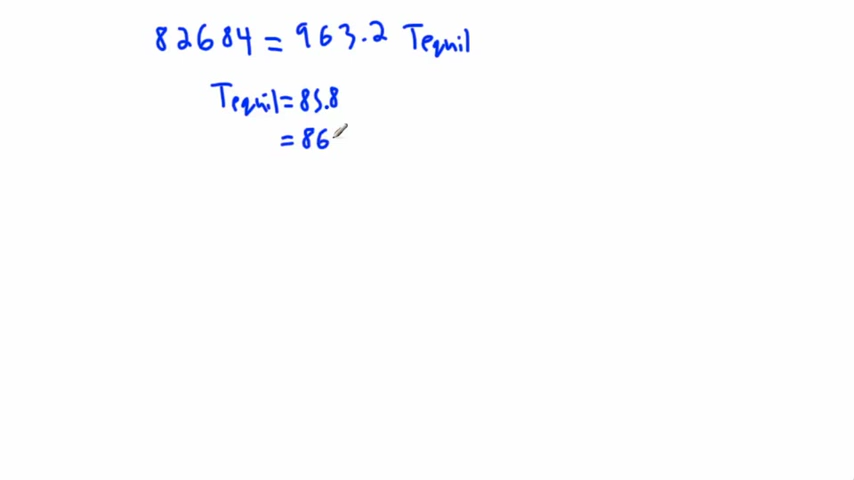 82684 = 963.2 Tequil
Tequil = 85.8
= 86